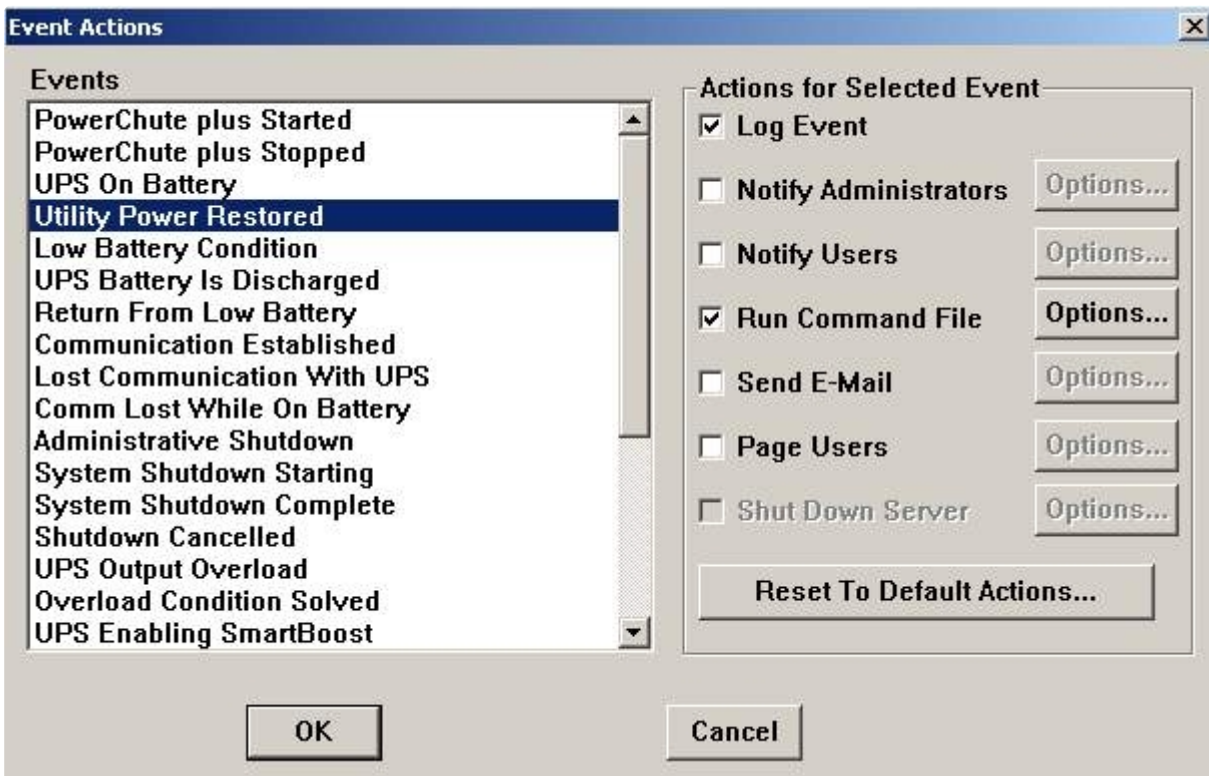 Event Actions
Events
PowerChute plus Started
PowerChute plus Stopped
UPS On Battery
Utility Power Restored
Low Battery Condition
UPS Battery Is Discharged
Return From Low Battery
Communication Established
Lost Communication With UPS
Comm Lost While On Battery
Administrative Shutdown
System Shutdown Starting
System Shutdown Complete
Shutdown Cancelled
UPS Output Overload
Overload Condition Solved
UPS Enabling SmartBoost
Actions for Selected Event
Log Event
Notify Administrators Options...
Notify Users Options...
Run Command File Options...
Send E-Mail Options...
Page Users Options...
Shut Down Server Options...
Reset To Default Actions...
OK Cancel